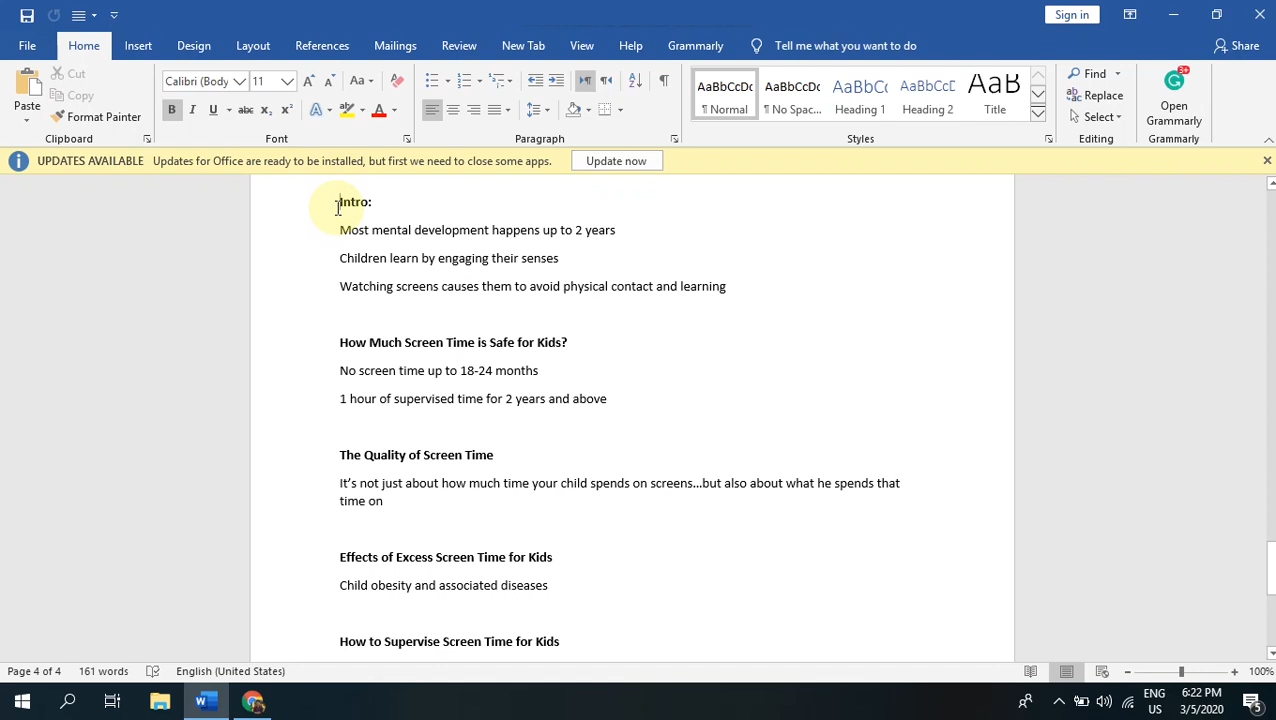 Sign in
File Home Insert Design Layout References Mailings Review New Tab View Help Grammarly Tell me what you want to do Share
Paste
Cut
Copy
Format Painter
Clipboard
Calibri (Body 11
Font
Paragraph
AaBbCcDc AaBbCcDc AaBbCc AaBbCcD AaB
¶ Normal ¶ No Spac... Heading 1 Heading 2 Title
Styles
Find
Replace
Select
Editing
Open
Grammarly
Grammarly
UPDATES AVAILABLE Updates for Office are ready to be installed, but first we need to close some apps. Update now
Intro:
Most mental development happens up to 2 years
Children learn by engaging their senses
Watching screens causes them to avoid physical contact and learning
How Much Screen Time is Safe for Kids?
No screen time up to 18-24 months
1 hour of supervised time for 2 years and above
The Quality of Screen Time
It's not just about how much time your child spends on screens...but also about what he spends that
time on
Effects of Excess Screen Time for Kids
Child obesity and associated diseases
How to Supervise Screen Time for Kids
Page 4 of 4 161 words English (United States) 100%
ENG
US
6:22 PM
3/5/2020
5